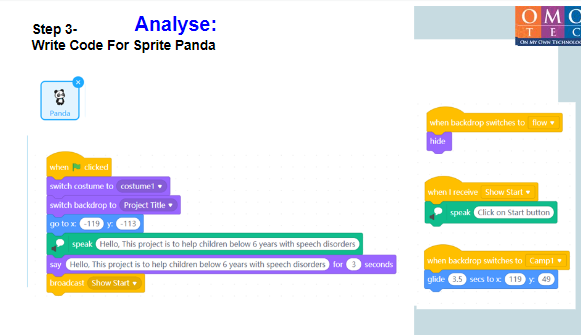 Analyse:
Step 3-
Write Code For Sprite Panda
OMO
TEC
ON MY OWN TECHNOLO
Panda
when clicked
switch costume to costume1
switch backdrop to Project Title
go to x: -119 y: -113
speak Hello, This project is to help children below 6 years with speech disorders
say Hello, This project is to help children below 6 years with speech disorders for 3 seconds
broadcast Show Start
when backdrop switches to flow
hide
when I receive Show Start
speak Click on Start button
when backdrop switches to Camp1
glide 3.5 secs to x: 119 y: 49